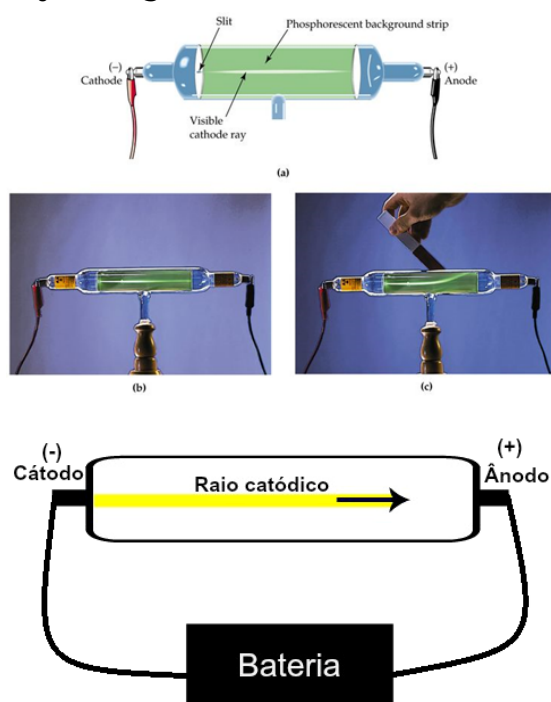 Slit
Phosphorescent background strip
(−)
Cathode
(+)
Anode
Visible
cathode ray
(a)
(b)
(c)
(-)
Cátodo
Raio catódico
(+)
Ânodo
Bateria